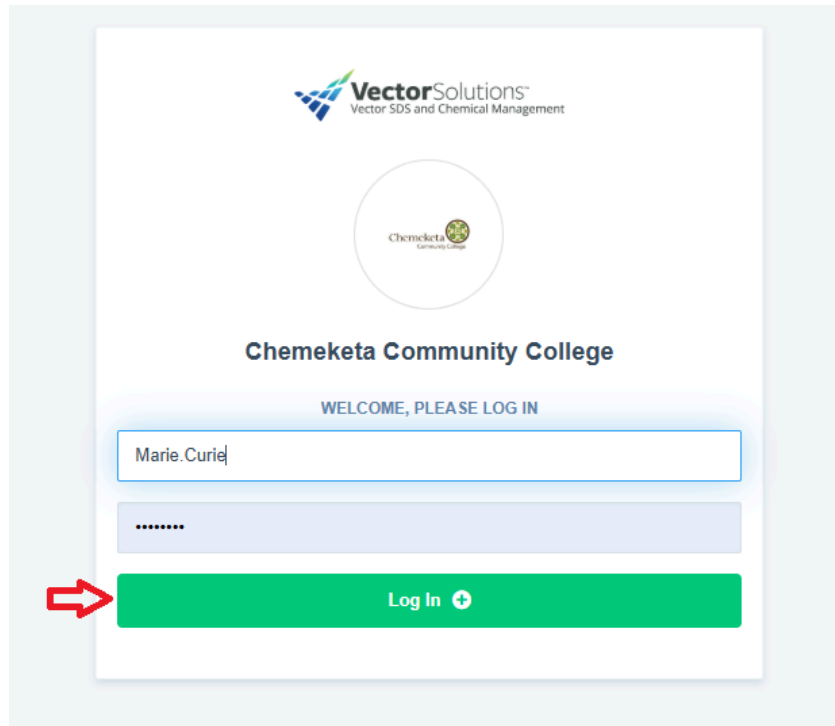 VectorSolutions™
Vector SDS and Chemical Management
Chemeketa
Community College
Chemeketa Community College
WELCOME, PLEASE LOG IN
Marie.Curie
••••••••
Log In